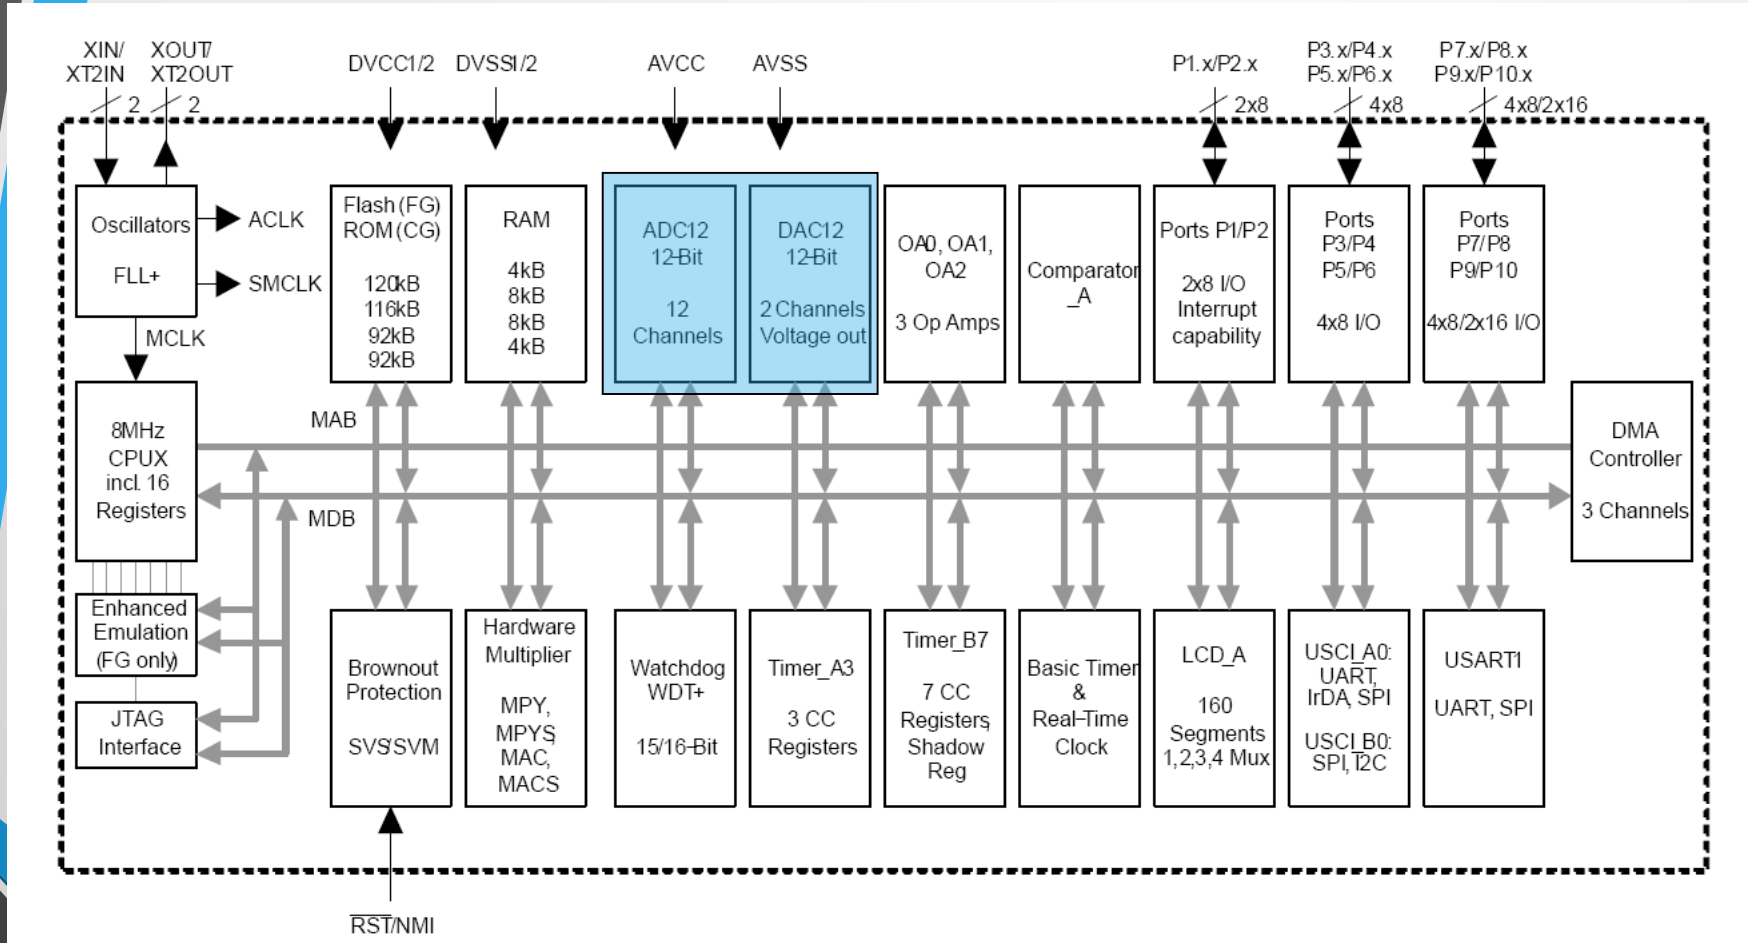 XIN/
XT2IN
XOUT/
XT2OUT
2
2
DVCC1/2
DVSS1/2
AVCC
AVSS
P1.x/P2.x
2x8
P3.x/P4.x
P5.x/P6.x
4x8
P7.x/P8.x
P9.x/P10.x
4x8/2x16
Oscillators
FLL+
ACLK
SMCLK
MCLK
Flash (FG)
ROM (CG)
120kB
116kB
92kB
92kB
RAM
4kB
8kB
8kB
4kB
ADC12
12-Bit
12
Channels
DAC12
12-Bit
2 Channels
Voltage out
OA0, OA1,
OA2
3 Op Amps
Comparator
_A
Ports P1/P2
2x8 I/O
Interrupt
capability
Ports
P3/P4
P5/P6
4x8 I/O
Ports
P7/P8
P9/P10
4x8/2x16 I/O
8MHz
CPUX
incl. 16
Registers
MAB
MDB
DMA
Controller
3 Channels
Enhanced
Emulation
(FG only)
JTAG
Interface
Brownout
Protection
SVS/SVM
Hardware
Multiplier
MPY,
MPYS,
MAC,
MACS
Watchdog
WDT+
15/16-Bit
Timer_A3
3 CC
Registers
Timer_B7
7 CC
Registers,
Shadow
Reg
Basic Timer
&
Real-Time
Clock
LCD_A
160
Segments
1,2,3,4 Mux
USCI_A0:
UART,
IrDA, SPI
USCI_B0:
SPI, I2C
USART1
UART, SPI
RST/NMI